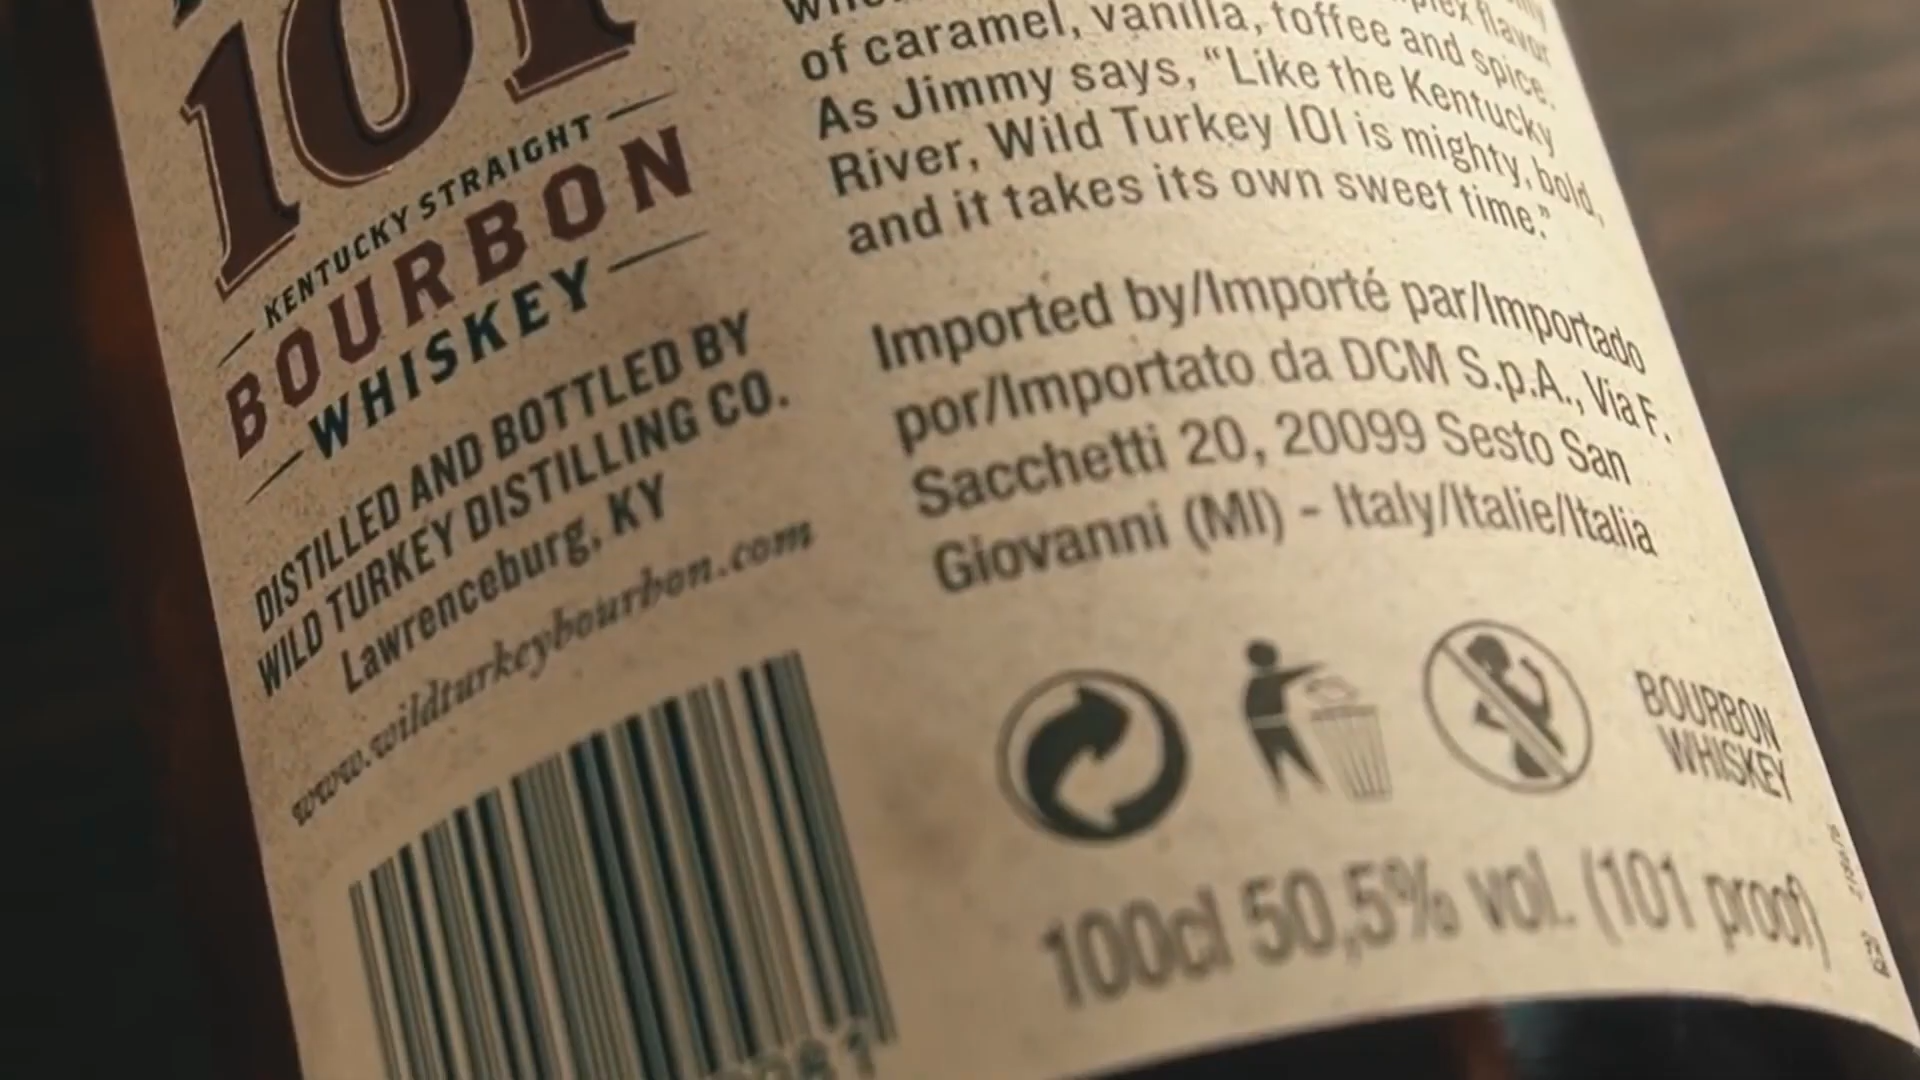 101
KENTUCKY STRAIGHT
BOURBON
WHISKEY
DISTILLED AND BOTTLED BY
WILD TURKEY DISTILLING CO.
Lawrenceburg, KY
www.wildturkeybourbon.com
flavor
of caramel, vanilla, toffee and spice.
As Jimmy says, “Like the Kentucky
River, Wild Turkey 101 is mighty, bold,
and it takes its own sweet time.”
Imported by/Importé par/Importado
por/Importato da DCM S.p.A., Via F.
Sacchetti 20, 20099 Sesto San
Giovanni (MI) - Italy/Italie/Italia
BOURBON
WHISKEY
100cl 50,5% vol. (101 proof)